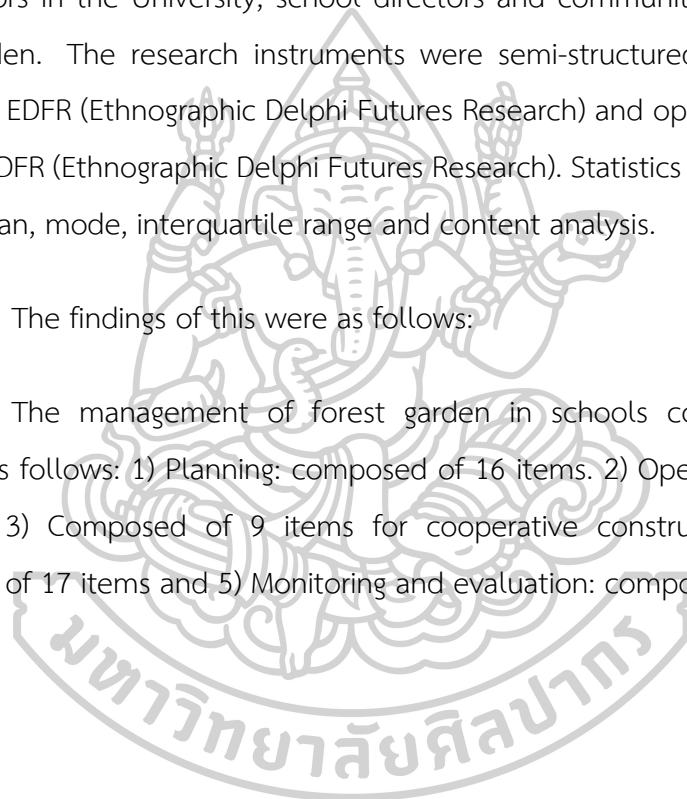 ors in the University, school directors and communit
den. The research instruments were semi-structured
EDFR (Ethnographic Delphi Futures Research) and op
DFR (Ethnographic Delphi Futures Research). Statistics
an, mode, interquartile range and content analysis.
The findings of this were as follows:
The management of forest garden in schools co
s follows: 1) Planning: composed of 16 items. 2) Ope
3) Composed of 9 items for cooperative constru
of 17 items and 5) Monitoring and evaluation: compo
มหาวิทยาลัยศิลปากร